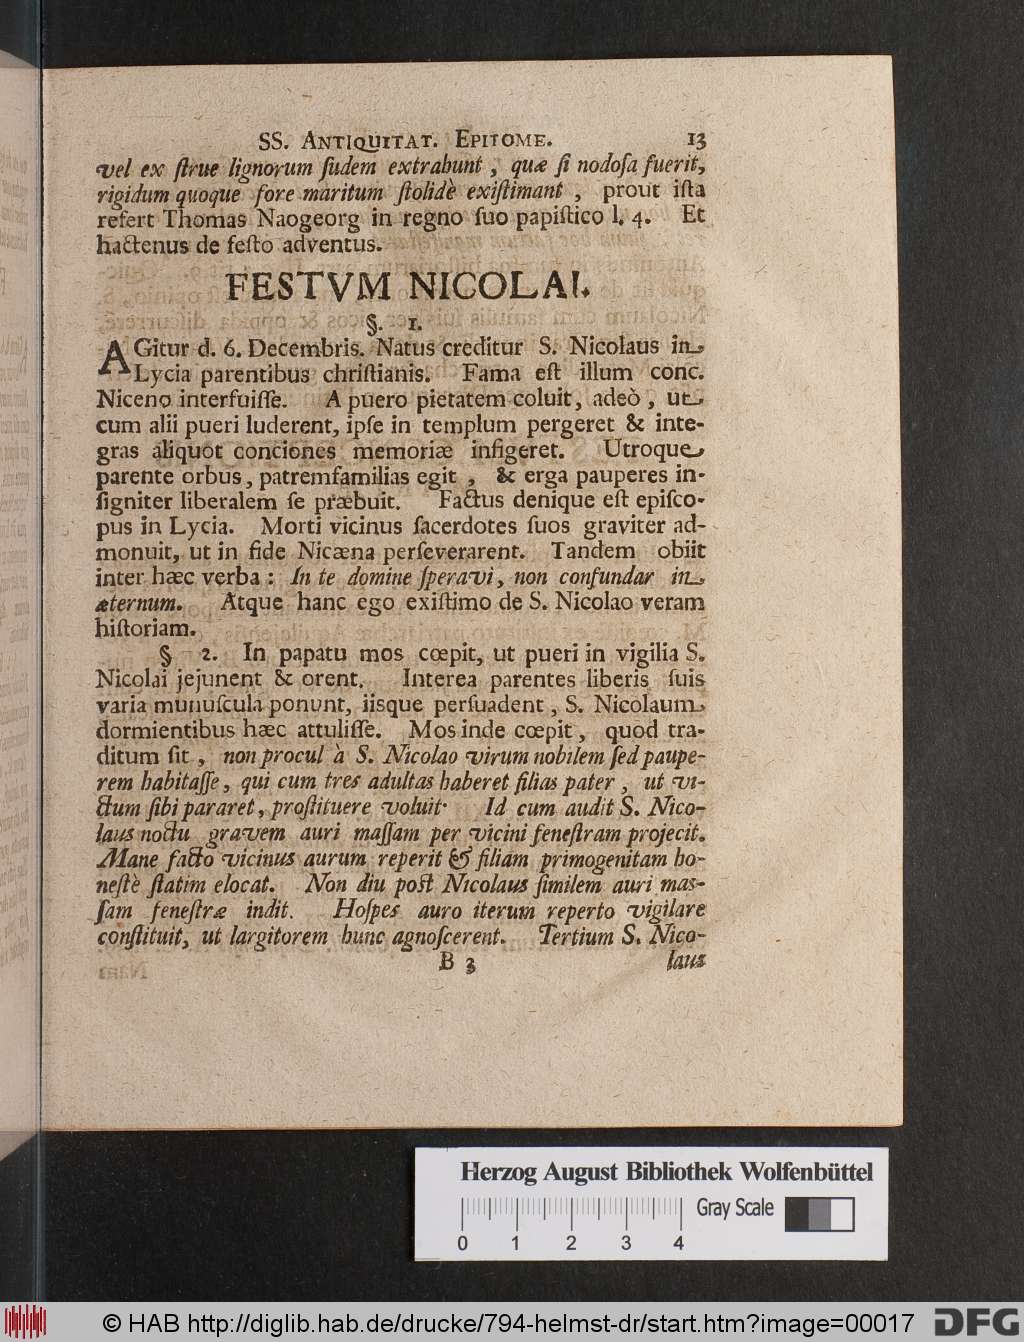 SS. ANTIQUITAT. EPITOME. 13
vel ex ſtrue lignorum ſudem extrahunt, quæ ſi nodoſa fuerit,
rigidum quoque fore maritum ſtolidè exiſtimant, prout iſta
refert Thomas Naogeorg in regno ſuo papiſtico l. 4. Et
hactenus de feſto adventus.
FESTVM NICOLAI.
§. 1.
AGitur d. 6. Decembris. Natus creditur S. Nicolaus in
Lycia parentibus chriſtianis. Fama eſt illum conc.
Niceno interfuiſſe. A puero pietatem coluit, adeò, ut
cum alii pueri luderent, ipſe in templum pergeret & inte-
gras aliquot conciones memoriæ infigeret. Utroque
parente orbus, patremfamilias egit, & erga pauperes in-
ſigniter liberalem ſe præbuit. Factus denique eſt epiſco-
pus in Lycia. Morti vicinus ſacerdotes ſuos graviter ad-
monuit, ut in fide Nicæna perſeverarent. Tandem obiit
inter hæc verba: In te domine ſperavi, non confundar in
æternum. Atque hanc ego exiſtimo de S. Nicolao veram
hiſtoriam.
§ 2. In papatu mos cœpit, ut pueri in vigilia S.
Nicolai jejunent & orent. Interea parentes liberis ſuis
varia munuſcula ponunt, iisque perſuadent, S. Nicolaum
dormientibus hæc attuliſſe. Mos inde cœpit, quod tra-
ditum ſit, non procul à S. Nicolao virum nobilem ſed paupe-
rem habitaſſe, qui cum tres adultas haberet filias pater, ut vi-
ctum ſibi pararet, proſtituere voluit. Id cum audit S. Nico-
laus noctu gravem auri maſſam per vicini feneſtram projecit.
Mane facto vicinus aurum reperit & filiam primogenitam ho-
neſtè ſtatim elocat. Non diu poſt Nicolaus ſimilem auri maſ-
ſam feneſtræ indit. Hoſpes auro iterum reperto vigilare
conſtituit, ut largitorem hunc agnoſcerent. Tertium S. Nico-
B 3 laus
Herzog August Bibliothek Wolfenbüttel
Gray Scale
0 1 2 3 4
© HAB http://diglib.hab.de/drucke/794-helmst-dr/start.htm?image=00017 DFG